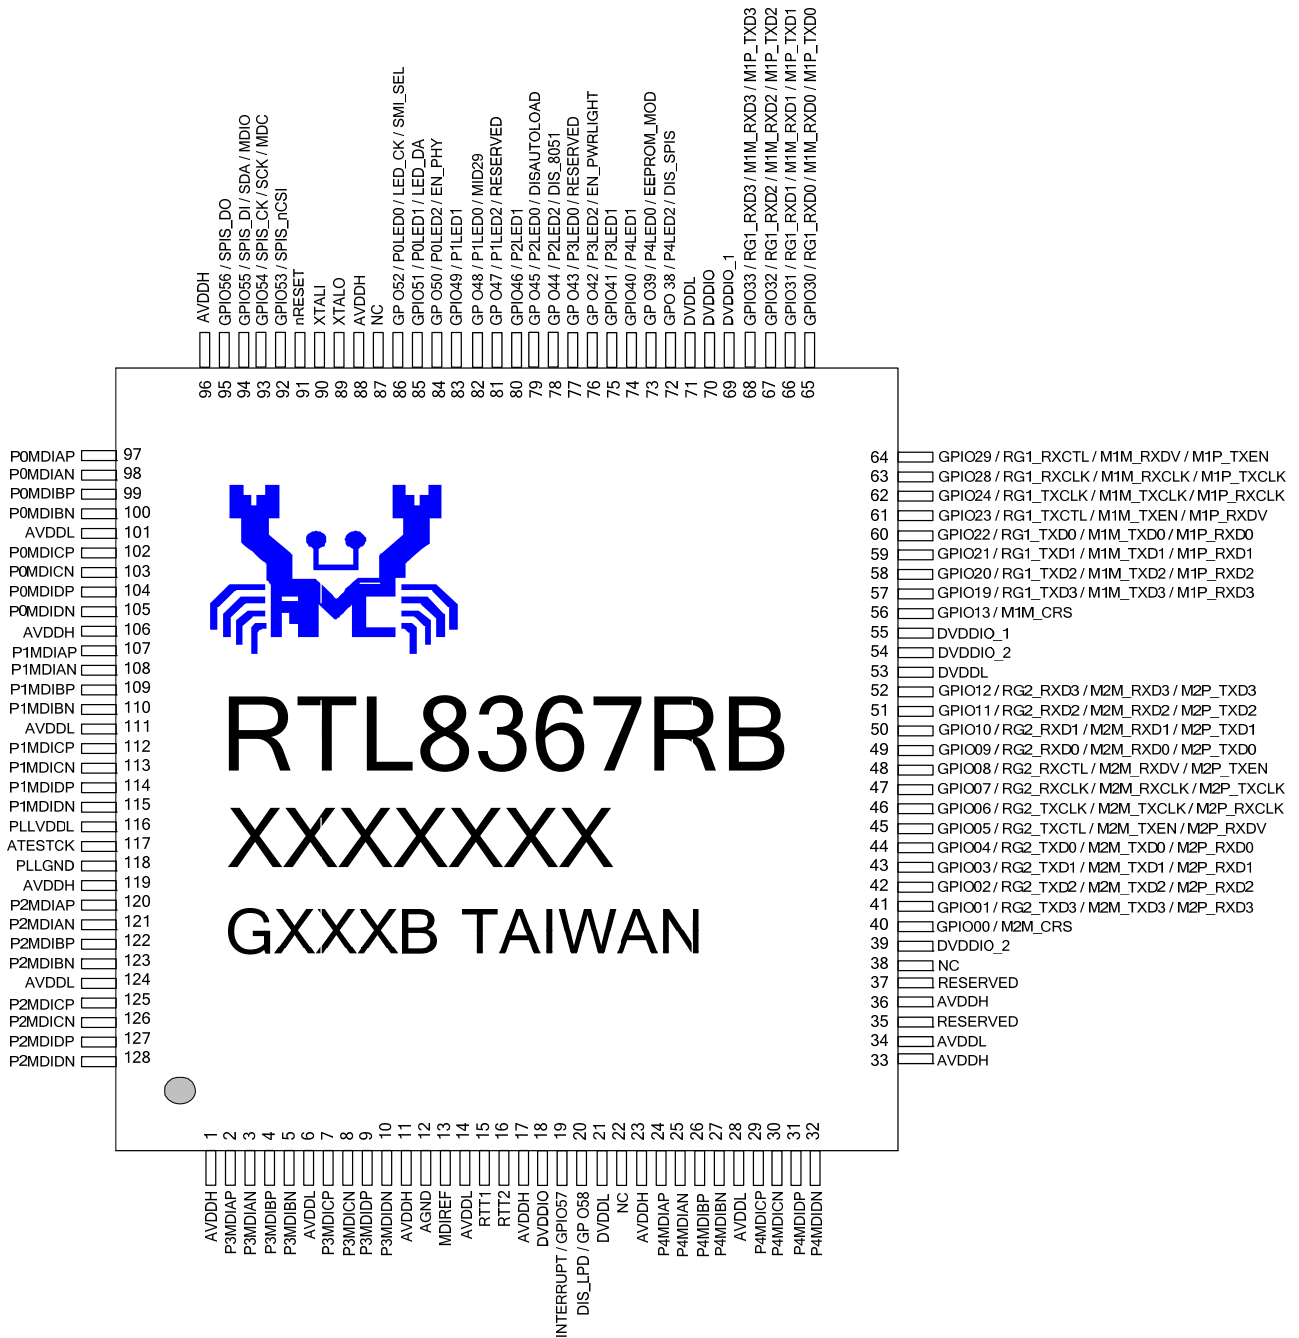 AVDDH
GPIO56 / SPIS_DO
GPIO55 / SPIS_DI / SDA / MDIO
GPIO54 / SPIS_CK / SCK / MDC
GPIO53 / SPIS_nCSI
nRESET
XTALI
XTALO
AVDDH
NC
GP O52 / P0LED0 / LED_CK / SMI_SEL
GPIO51 / P0LED1 / LED_DA
GP O50 / P0LED2 / EN_PHY
GPIO49 / P1LED1
GP O48 / P1LED0 / MID29
GP O47 / P1LED2 / RESERVED
GPIO46 / P2LED1
GP O45 / P2LED0 / DISAUTOLOAD
GP O44 / P2LED2 / DIS_8051
GP O43 / P3LED0 / RESERVED
GP O42 / P3LED2 / EN_PWRLIGHT
GPIO41 / P3LED1
GPIO40 / P4LED1
GP O39 / P4LED0 / EEPROM_MOD
GPO 38 / P4LED2 / DIS_SPIS
DVDDL
DVDDIO
DVDDIO_1
GPIO33 / RG1_RXD3 / M1M_RXD3 / M1P_TXD3
GPIO32 / RG1_RXD2 / M1M_RXD2 / M1P_TXD2
GPIO31 / RG1_RXD1 / M1M_RXD1 / M1P_TXD1
GPIO30 / RG1_RXD0 / M1M_RXD0 / M1P_TXD0
96 95 94 93 92 91 90 89 88 87 86 85 84 83 82 81 80 79 78 77 76 75 74 73 72 71 70 69 68 67 66 65
P0MDIAP 97
P0MDIAN 98
P0MDIBP 99
P0MDIBN 100
AVDDL 101
P0MDICP 102
P0MDICN 103
P0MDIDP 104
P0MDIDN 105
AVDDH 106
P1MDIAP 107
P1MDIAN 108
P1MDIBP 109
P1MDIBN 110
AVDDL 111
P1MDICP 112
P1MDICN 113
P1MDIDP 114
P1MDIDN 115
PLLVDDL 116
ATESTCK 117
PLLGND 118
AVDDH 119
P2MDIAP 120
P2MDIAN 121
P2MDIBP 122
P2MDIBN 123
AVDDL 124
P2MDICP 125
P2MDICN 126
P2MDIDP 127
P2MDIDN 128
RTL8367RB
XXXXXXX
GXXXB TAIWAN
64 GPIO29 / RG1_RXCTL / M1M_RXDV / M1P_TXEN
63 GPIO28 / RG1_RXCLK / M1M_RXCLK / M1P_TXCLK
62 GPIO24 / RG1_TXCLK / M1M_TXCLK / M1P_RXCLK
61 GPIO23 / RG1_TXCTL / M1M_TXEN / M1P_RXDV
60 GPIO22 / RG1_TXD0 / M1M_TXD0 / M1P_RXD0
59 GPIO21 / RG1_TXD1 / M1M_TXD1 / M1P_RXD1
58 GPIO20 / RG1_TXD2 / M1M_TXD2 / M1P_RXD2
57 GPIO19 / RG1_TXD3 / M1M_TXD3 / M1P_RXD3
56 GPIO13 / M1M_CRS
55 DVDDIO_1
54 DVDDIO_2
53 DVDDL
52 GPIO12 / RG2_RXD3 / M2M_RXD3 / M2P_TXD3
51 GPIO11 / RG2_RXD2 / M2M_RXD2 / M2P_TXD2
50 GPIO10 / RG2_RXD1 / M2M_RXD1 / M2P_TXD1
49 GPIO09 / RG2_RXD0 / M2M_RXD0 / M2P_TXD0
48 GPIO08 / RG2_RXCTL / M2M_RXDV / M2P_TXEN
47 GPIO07 / RG2_RXCLK / M2M_RXCLK / M2P_TXCLK
46 GPIO06 / RG2_TXCLK / M2M_TXCLK / M2P_RXCLK
45 GPIO05 / RG2_TXCTL / M2M_TXEN / M2P_RXDV
44 GPIO04 / RG2_TXD0 / M2M_TXD0 / M2P_RXD0
43 GPIO03 / RG2_TXD1 / M2M_TXD1 / M2P_RXD1
42 GPIO02 / RG2_TXD2 / M2M_TXD2 / M2P_RXD2
41 GPIO01 / RG2_TXD3 / M2M_TXD3 / M2P_RXD3
40 GPIO00 / M2M_CRS
39 DVDDIO_2
38 NC
37 RESERVED
36 AVDDH
35 RESERVED
34 AVDDL
33 AVDDH
1 2 3 4 5 6 7 8 9 10 11 12 13 14 15 16 17 18 19 20 21 22 23 24 25 26 27 28 29 30 31 32
AVDDH
P3MDIAP
P3MDIAN
P3MDIBP
P3MDIBN
AVDDL
P3MDICP
P3MDICN
P3MDIDP
P3MDIDN
AVDDH
AGND
MDIREF
AVDDL
RTT1
RTT2
AVDDH
DVDDIO
INTERRUPT / GPIO57
DIS_LPD / GP O58
DVDDL
NC
AVDDH
P4MDIAP
P4MDIAN
P4MDIBP
P4MDIBN
AVDDL
P4MDICP
P4MDICN
P4MDIDP
P4MDIDN